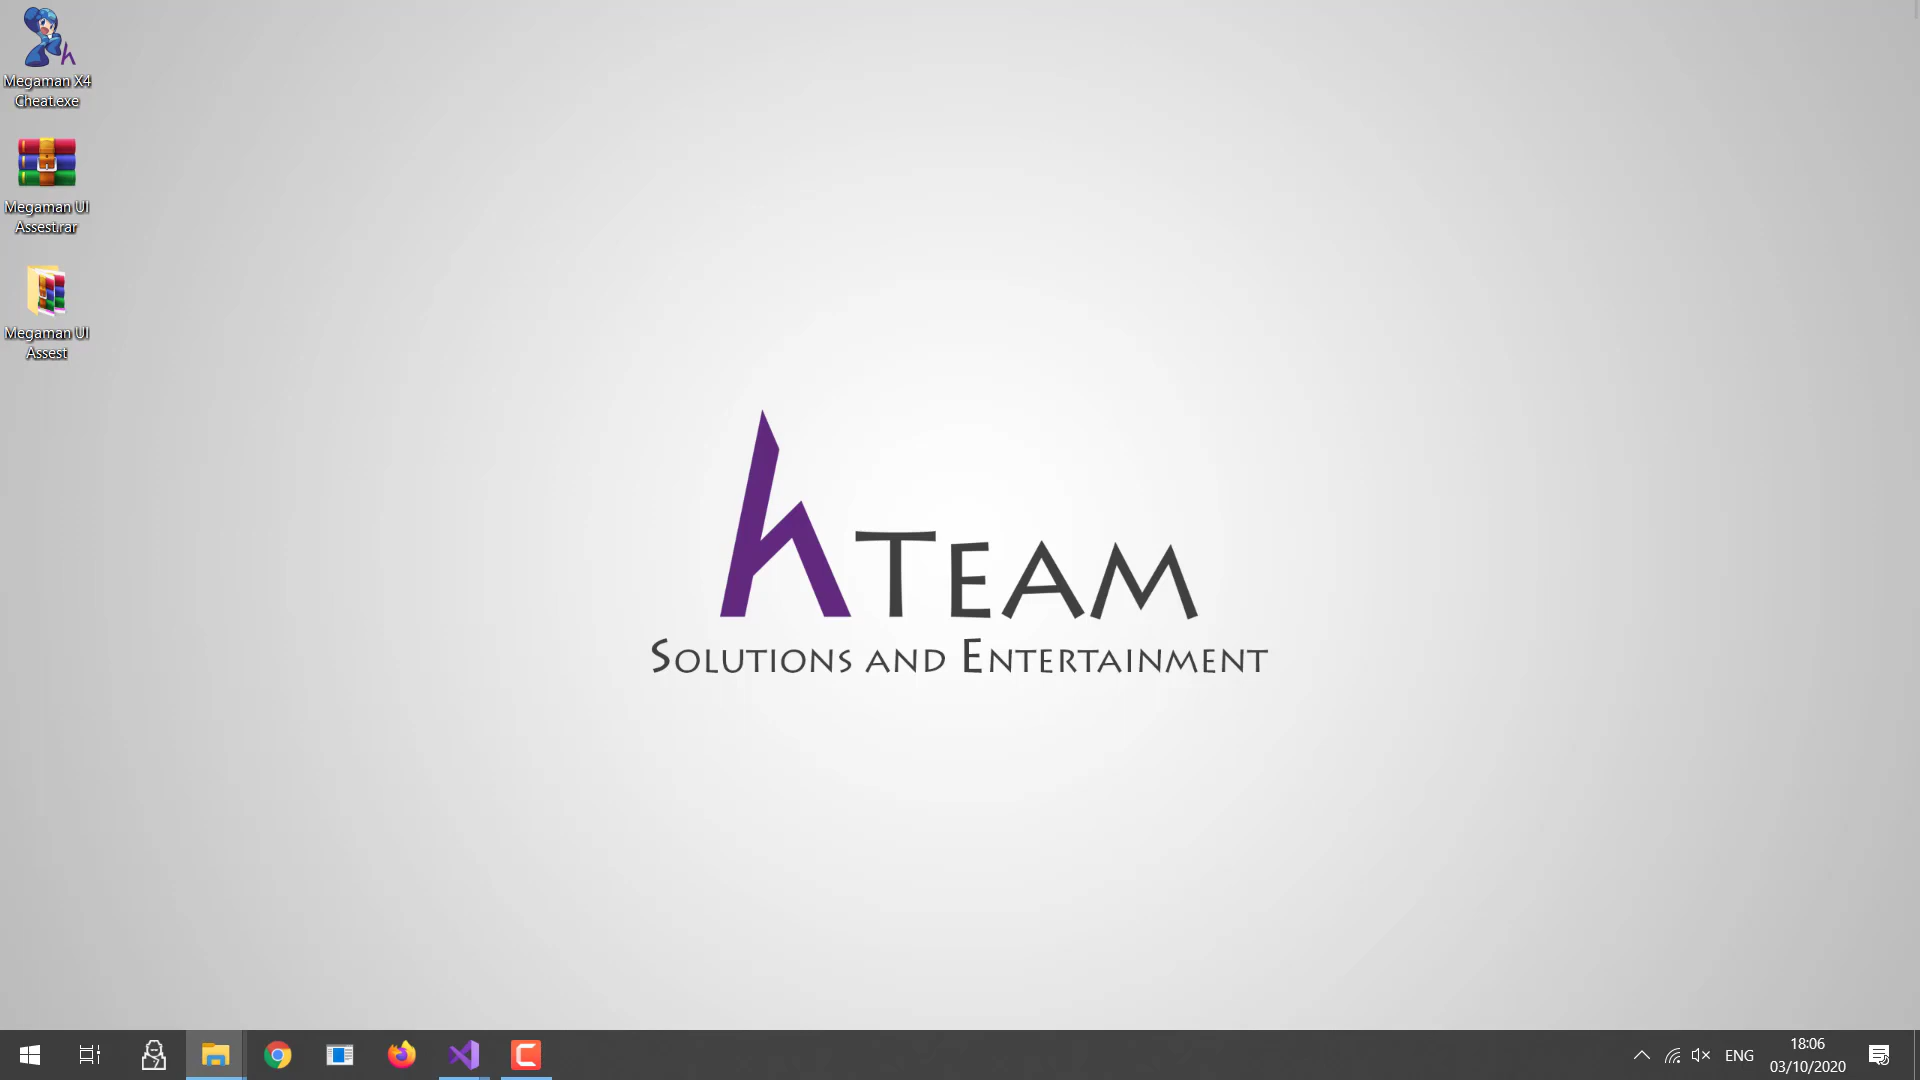 Megaman X4
Cheat.exe
Megaman UI
Assest.rar
Megaman UI
Assest
h TEAM
SOLUTIONS AND ENTERTAINMENT
ENG
18:06
03/10/2020